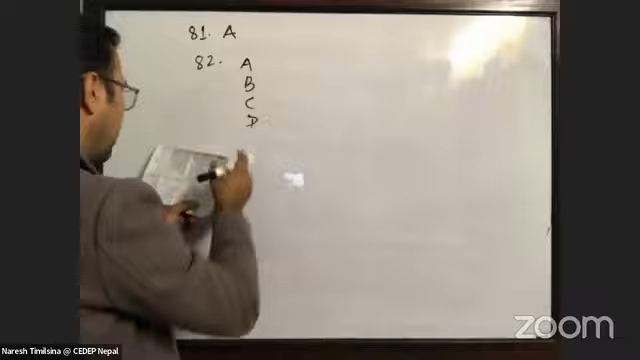 81. A
82. A
B
C
D
zoom
Naresh Timilsina @ CEDEP Nepal